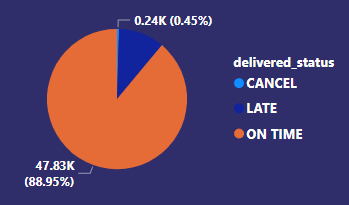 0.24K (0.45%)
delivered_status
CANCEL
LATE
ON TIME
47.83K
(88.95%)